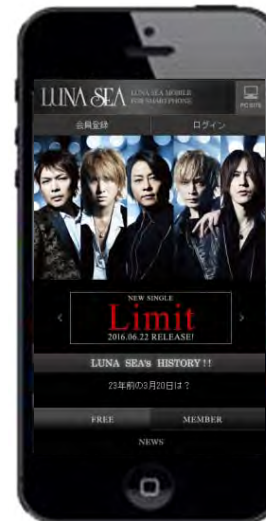 LUNA SEA
LUNA SEA MOBILE
FOR SMARTPHONE
PC SITE
会員登録
ログイン
NEW SINGLE
Limit
2016.06.22 RELEASE!
LUNA SEA's HISTORY!!
23年前の3月20日は?
FREE
MEMBER
NEWS